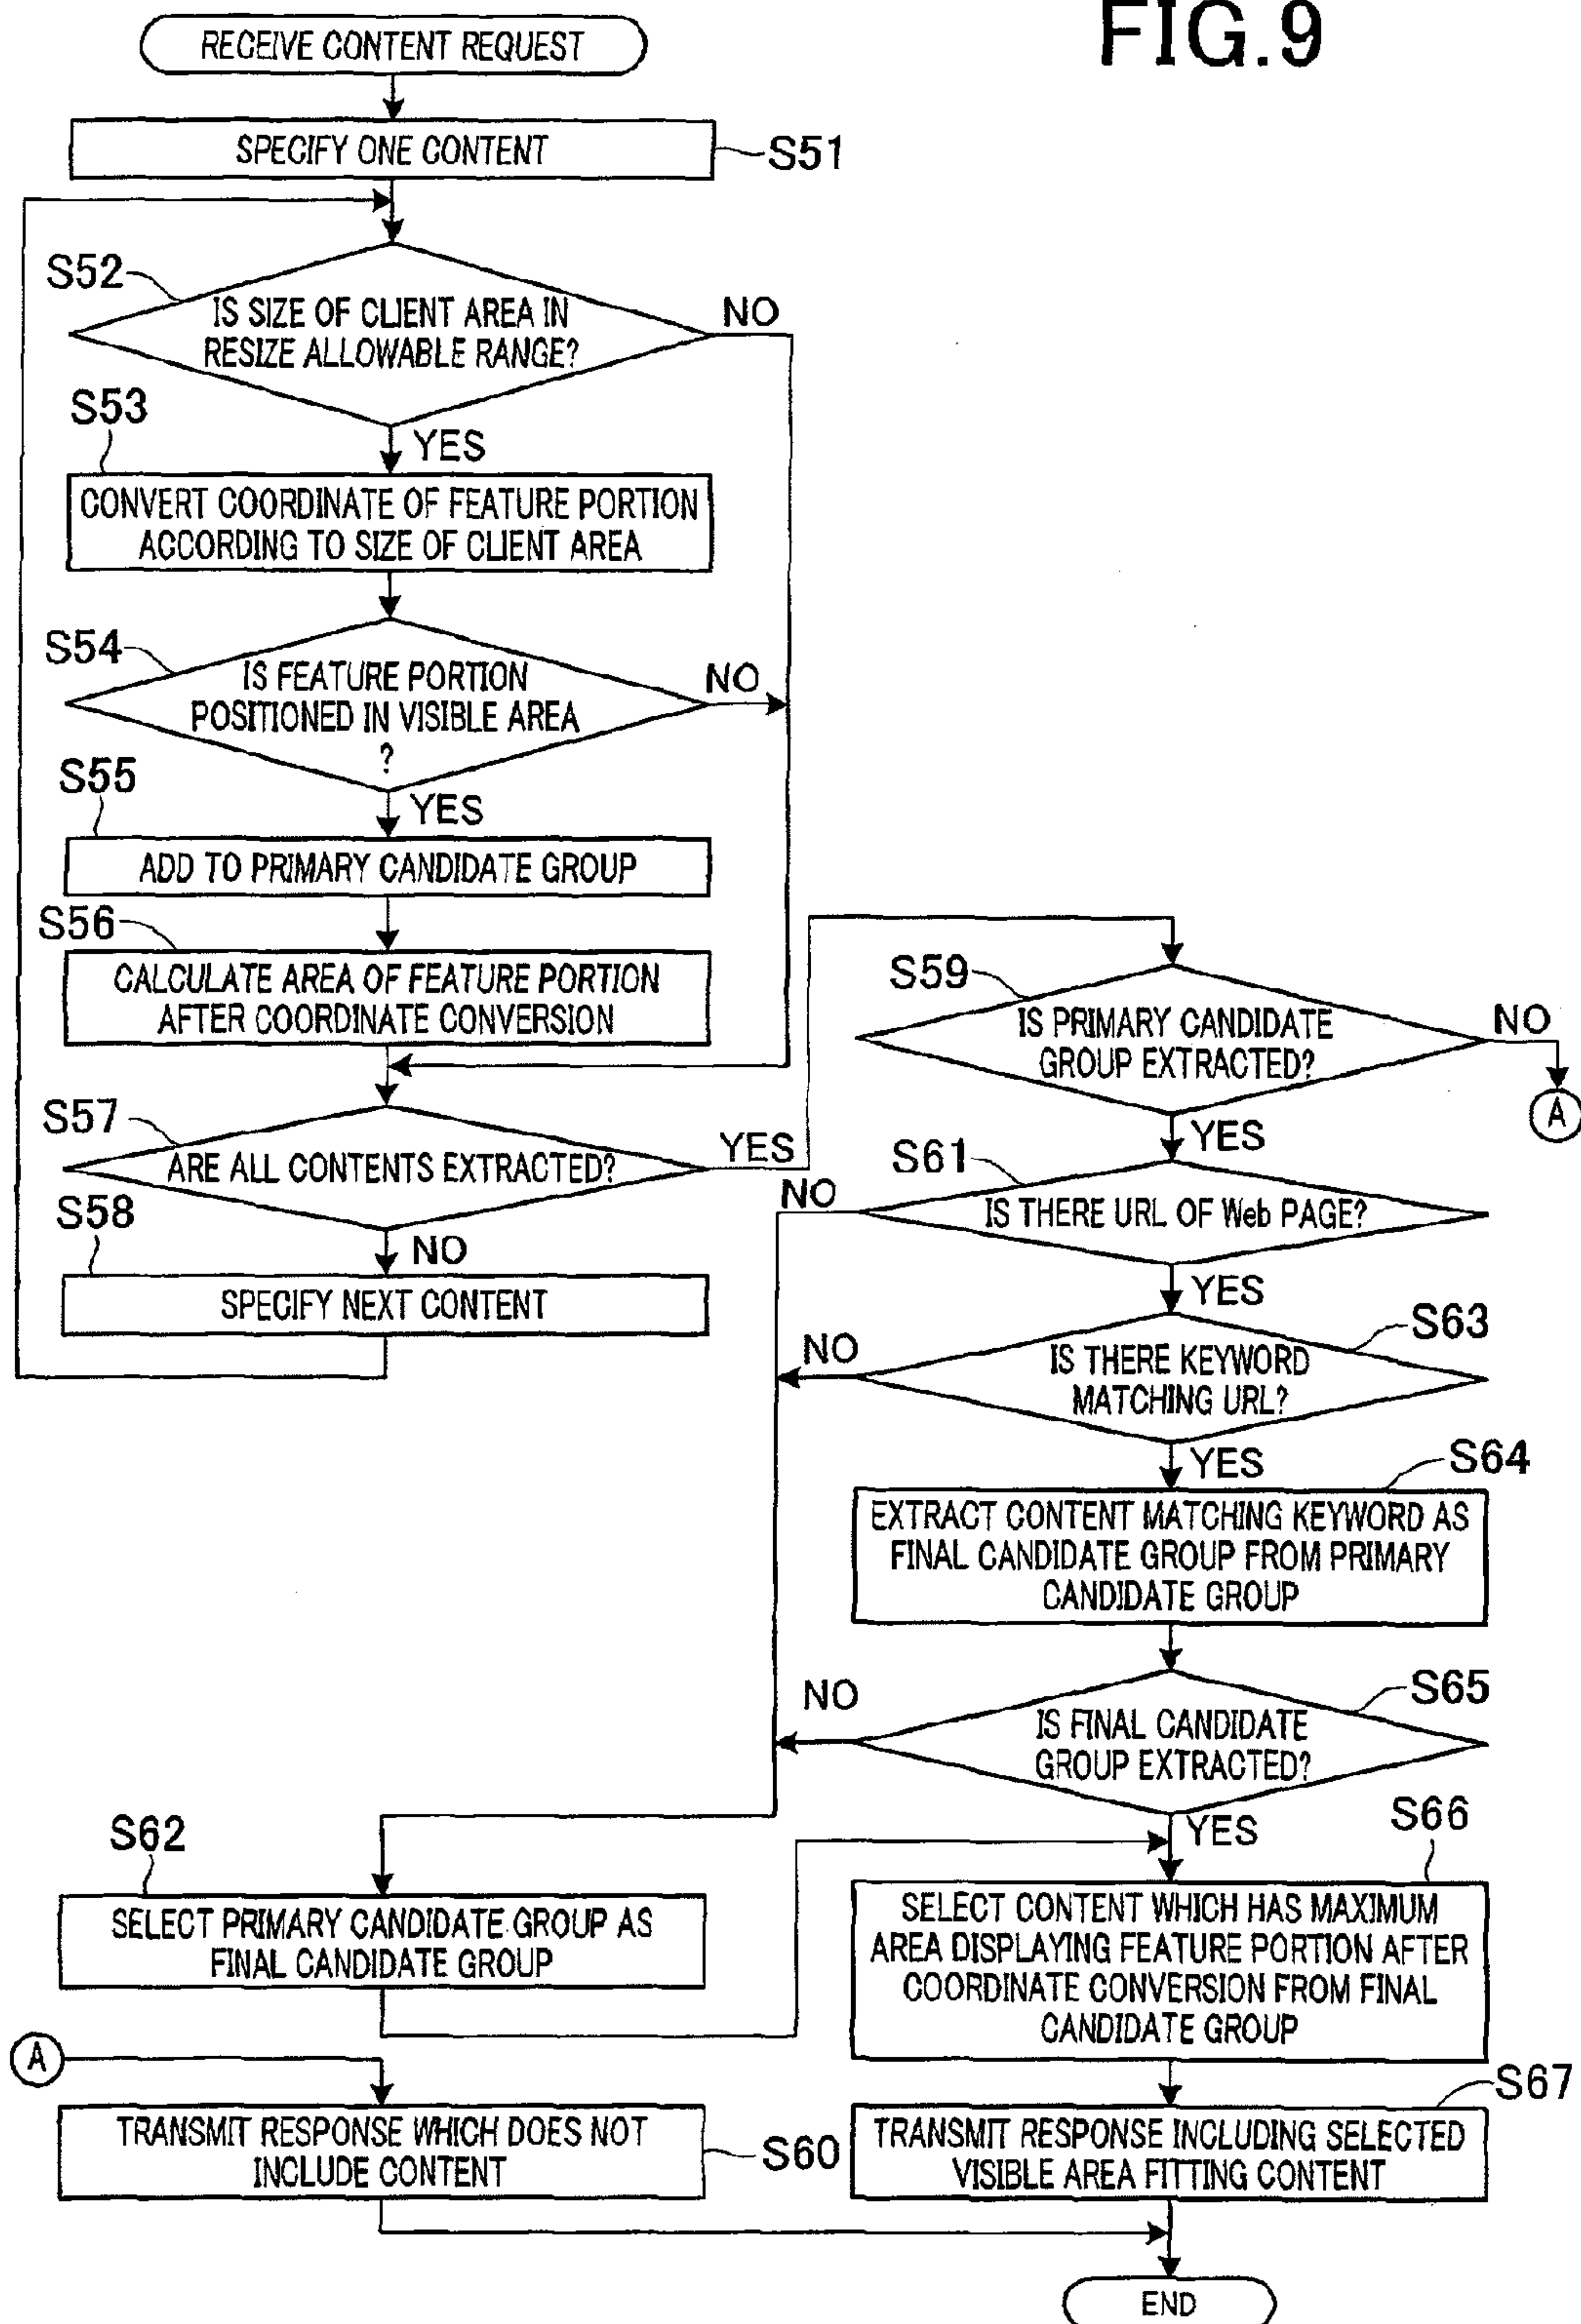 FIG.9
RECEIVE CONTENT REQUEST
SPECIFY ONE CONTENT
S51
S52
IS SIZE OF CLIENT AREA IN
RESIZE ALLOWABLE RANGE?
NO
YES
S53
CONVERT COORDINATE OF FEATURE PORTION
ACCORDING TO SIZE OF CLIENT AREA
S54
IS FEATURE PORTION
POSITIONED IN VISIBLE AREA
?
NO
YES
S55
ADD TO PRIMARY CANDIDATE GROUP
S56
CALCULATE AREA OF FEATURE PORTION
AFTER COORDINATE CONVERSION
S57
ARE ALL CONTENTS EXTRACTED?
YES
NO
S58
SPECIFY NEXT CONTENT
S59
IS PRIMARY CANDIDATE
GROUP EXTRACTED?
NO
A
YES
S61
IS THERE URL OF Web PAGE?
NO
YES
S63
IS THERE KEYWORD
MATCHING URL?
NO
YES
S64
EXTRACT CONTENT MATCHING KEYWORD AS
FINAL CANDIDATE GROUP FROM PRIMARY
CANDIDATE GROUP
S65
IS FINAL CANDIDATE
GROUP EXTRACTED?
NO
YES
S62
SELECT PRIMARY CANDIDATE GROUP AS
FINAL CANDIDATE GROUP
S66
SELECT CONTENT WHICH HAS MAXIMUM
AREA DISPLAYING FEATURE PORTION AFTER
COORDINATE CONVERSION FROM FINAL
CANDIDATE GROUP
A
TRANSMIT RESPONSE WHICH DOES NOT
INCLUDE CONTENT
S60
S67
TRANSMIT RESPONSE INCLUDING SELECTED
VISIBLE AREA FITTING CONTENT
END